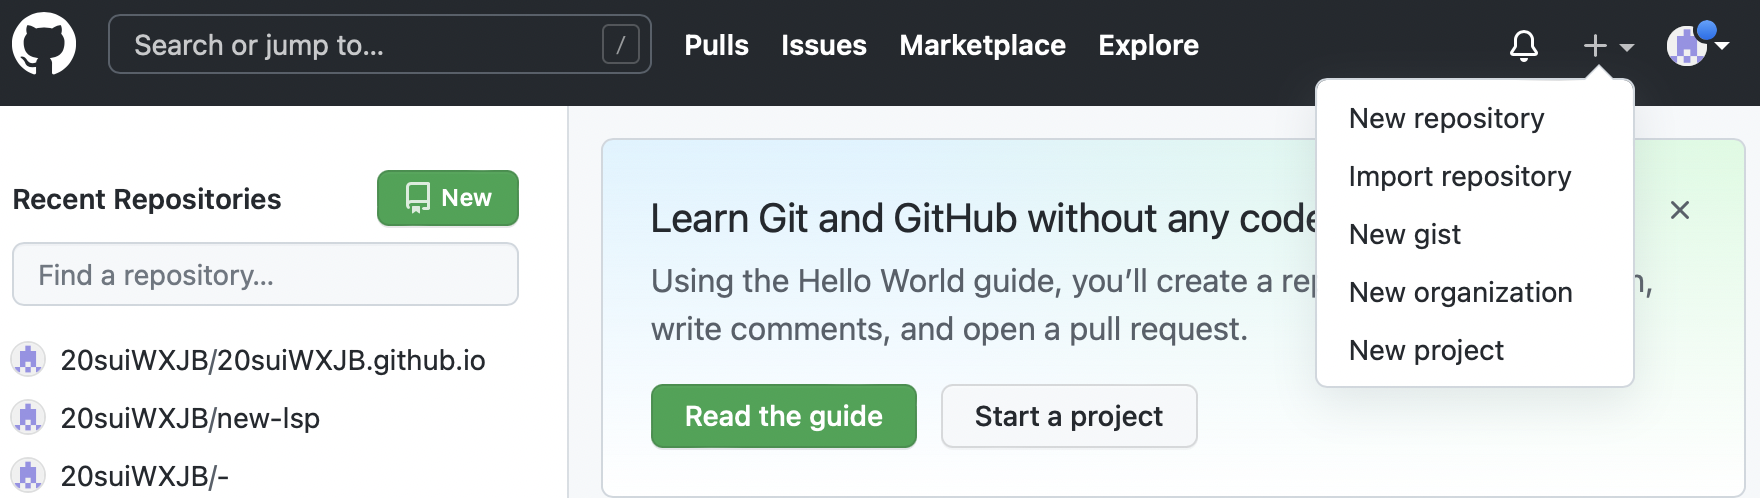 Search or jump to... /
Pulls Issues Marketplace Explore
New repository
Import repository
New gist
New organization
New project
Recent Repositories
New
Find a repository...
20suiWXJB/20suiWXJB.github.io
20suiWXJB/new-lsp
20suiWXJB/-
Learn Git and GitHub without any code
Using the Hello World guide, you’ll create a
write comments, and open a pull request.
Read the guide
Start a project